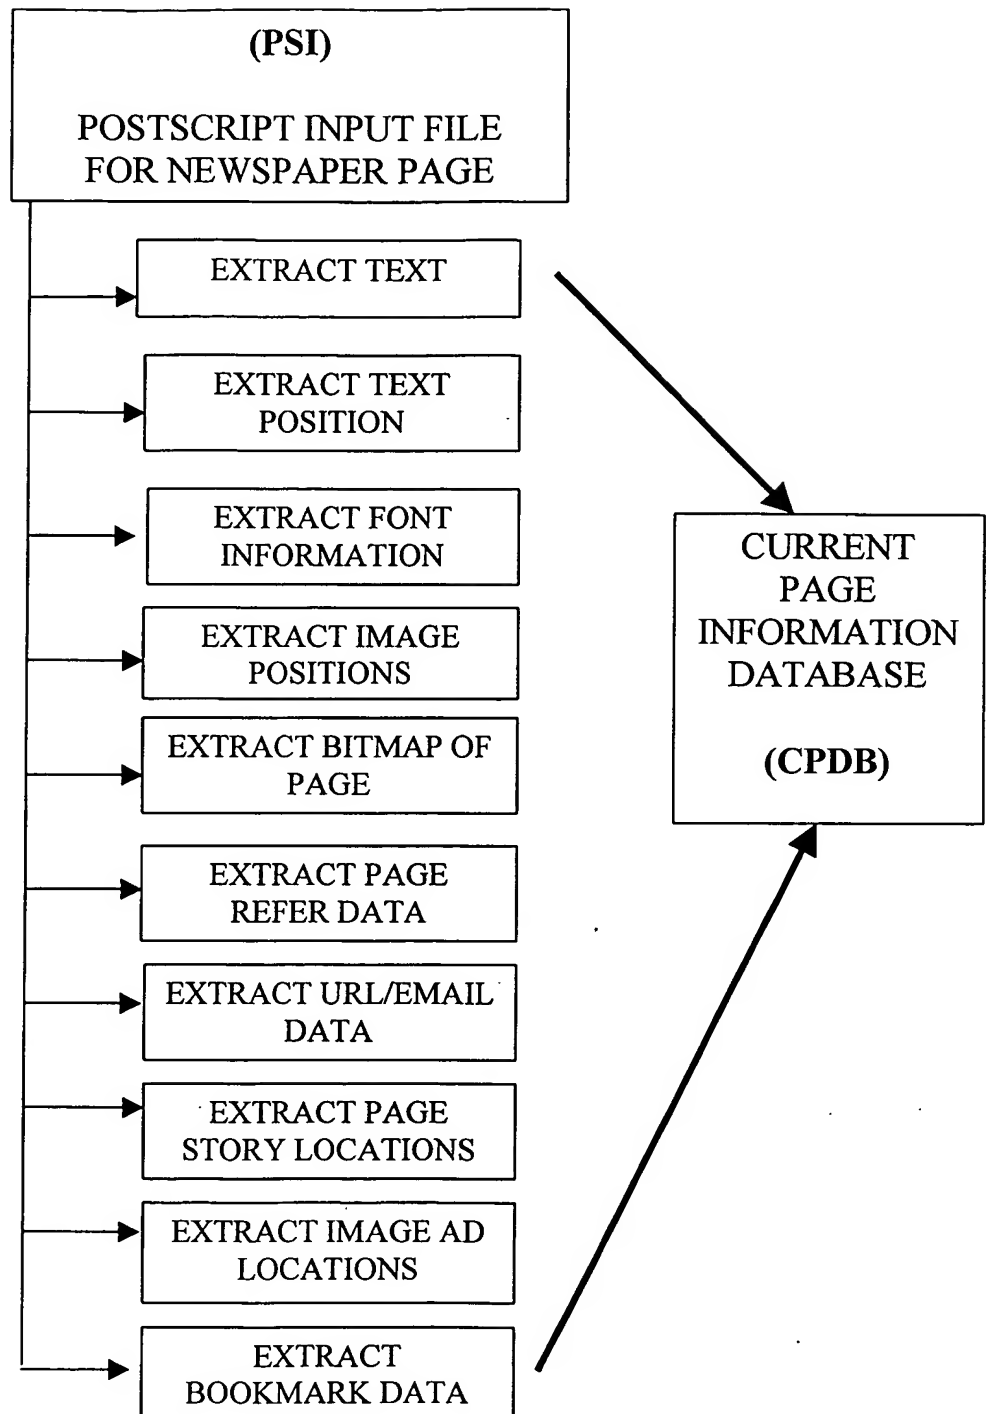 (PSI)
POSTSCRIPT INPUT FILE
FOR NEWSPAPER PAGE
EXTRACT TEXT
EXTRACT TEXT
POSITION
EXTRACT FONT
INFORMATION
EXTRACT IMAGE
POSITIONS
EXTRACT BITMAP OF
PAGE
EXTRACT PAGE
REFER DATA
EXTRACT URL/EMAIL
DATA
EXTRACT PAGE
STORY LOCATIONS
EXTRACT IMAGE AD
LOCATIONS
EXTRACT
BOOKMARK DATA
CURRENT
PAGE
INFORMATION
DATABASE
(CPDB)